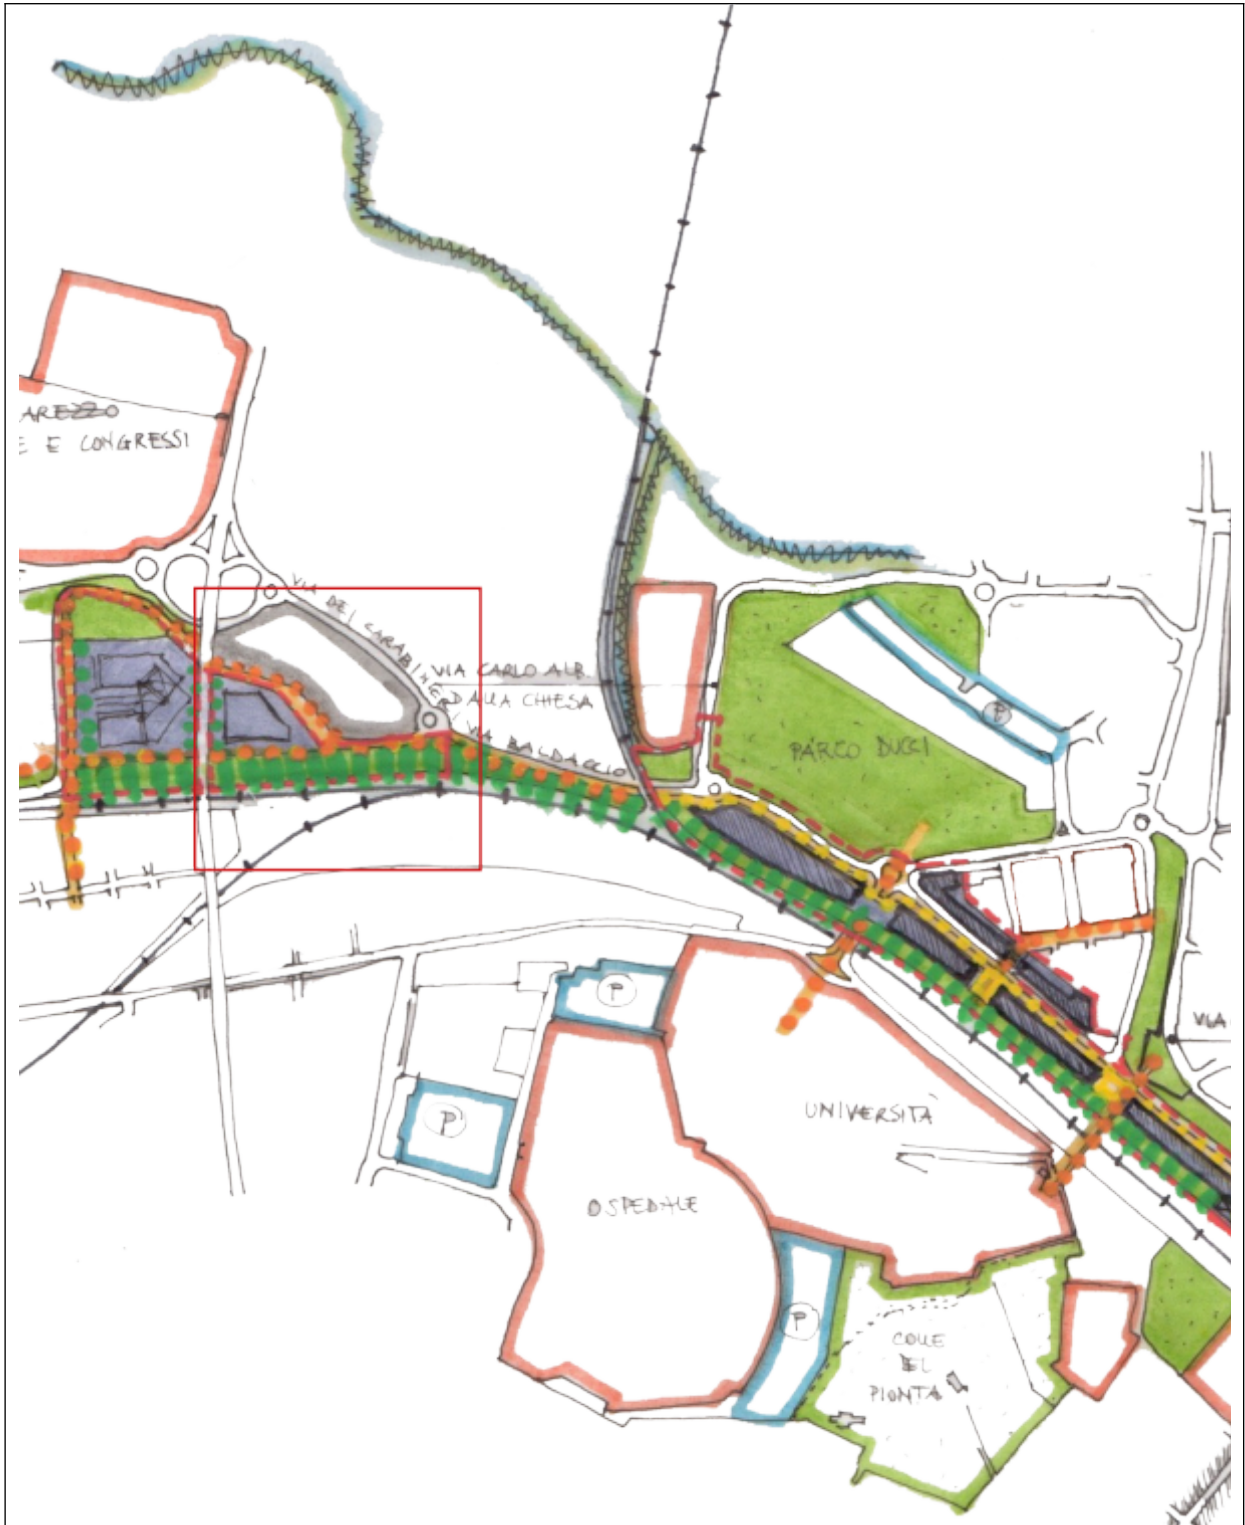 AREZZO
E E CONGRESSI
VIA DEI CARABINIERI
VIA CARLO ALB.
DALLA CHIESA
VIA BALDACCIO
P
PARCO DUCCI
VIA
P
P
UNIVERSITÀ
OSPEDALE
P
COLLE
DEL
PIONTA